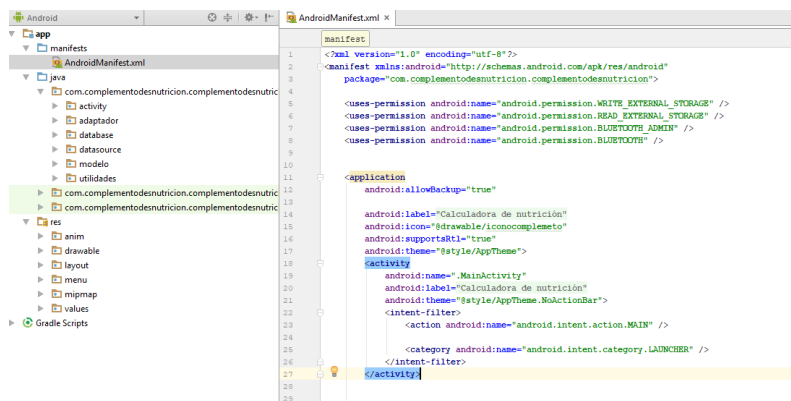 Android
AndroidManifest.xml ×
app
manifests
AndroidManifest.xml
java
com.complementodesnutricion.complementodesnutric
activity
adaptador
database
datasource
modelo
utilidades
com.complementodesnutricion.complementodesnutric
com.complementodesnutricion.complementodesnutric
res
anim
drawable
layout
menu
mipmap
values
Gradle Scripts
manifest
1 <?xml version="1.0" encoding="utf-8"?>
2 <manifest xmlns:android="http://schemas.android.com/apk/res/android"
3 package="com.complementodesnutricion.complementodesnutricion">
4
5 <uses-permission android:name="android.permission.WRITE_EXTERNAL_STORAGE" />
6 <uses-permission android:name="android.permission.READ_EXTERNAL_STORAGE" />
7 <uses-permission android:name="android.permission.BLUETOOTH_ADMIN" />
8 <uses-permission android:name="android.permission.BLUETOOTH" />
9
10
11 <application
12 android:allowBackup="true"
13
14 android:label="Calculadora de nutrición"
15 android:icon="@drawable/iconocomplemeto"
16 android:supportsRtl="true"
17 android:theme="@style/AppTheme">
18 <activity
19 android:name=".MainActivity"
20 android:label="Calculadora de nutrición"
21 android:theme="@style/AppTheme.NoActionBar">
22 <intent-filter>
23 <action android:name="android.intent.action.MAIN" />
24
25 <category android:name="android.intent.category.LAUNCHER" />
26 </intent-filter>
27 </activity>
28
29